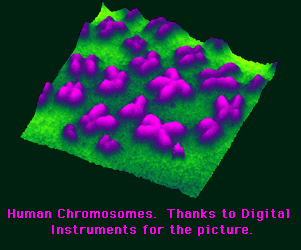 Human Chromosomes.  Thanks to Digital
Instruments for the picture.